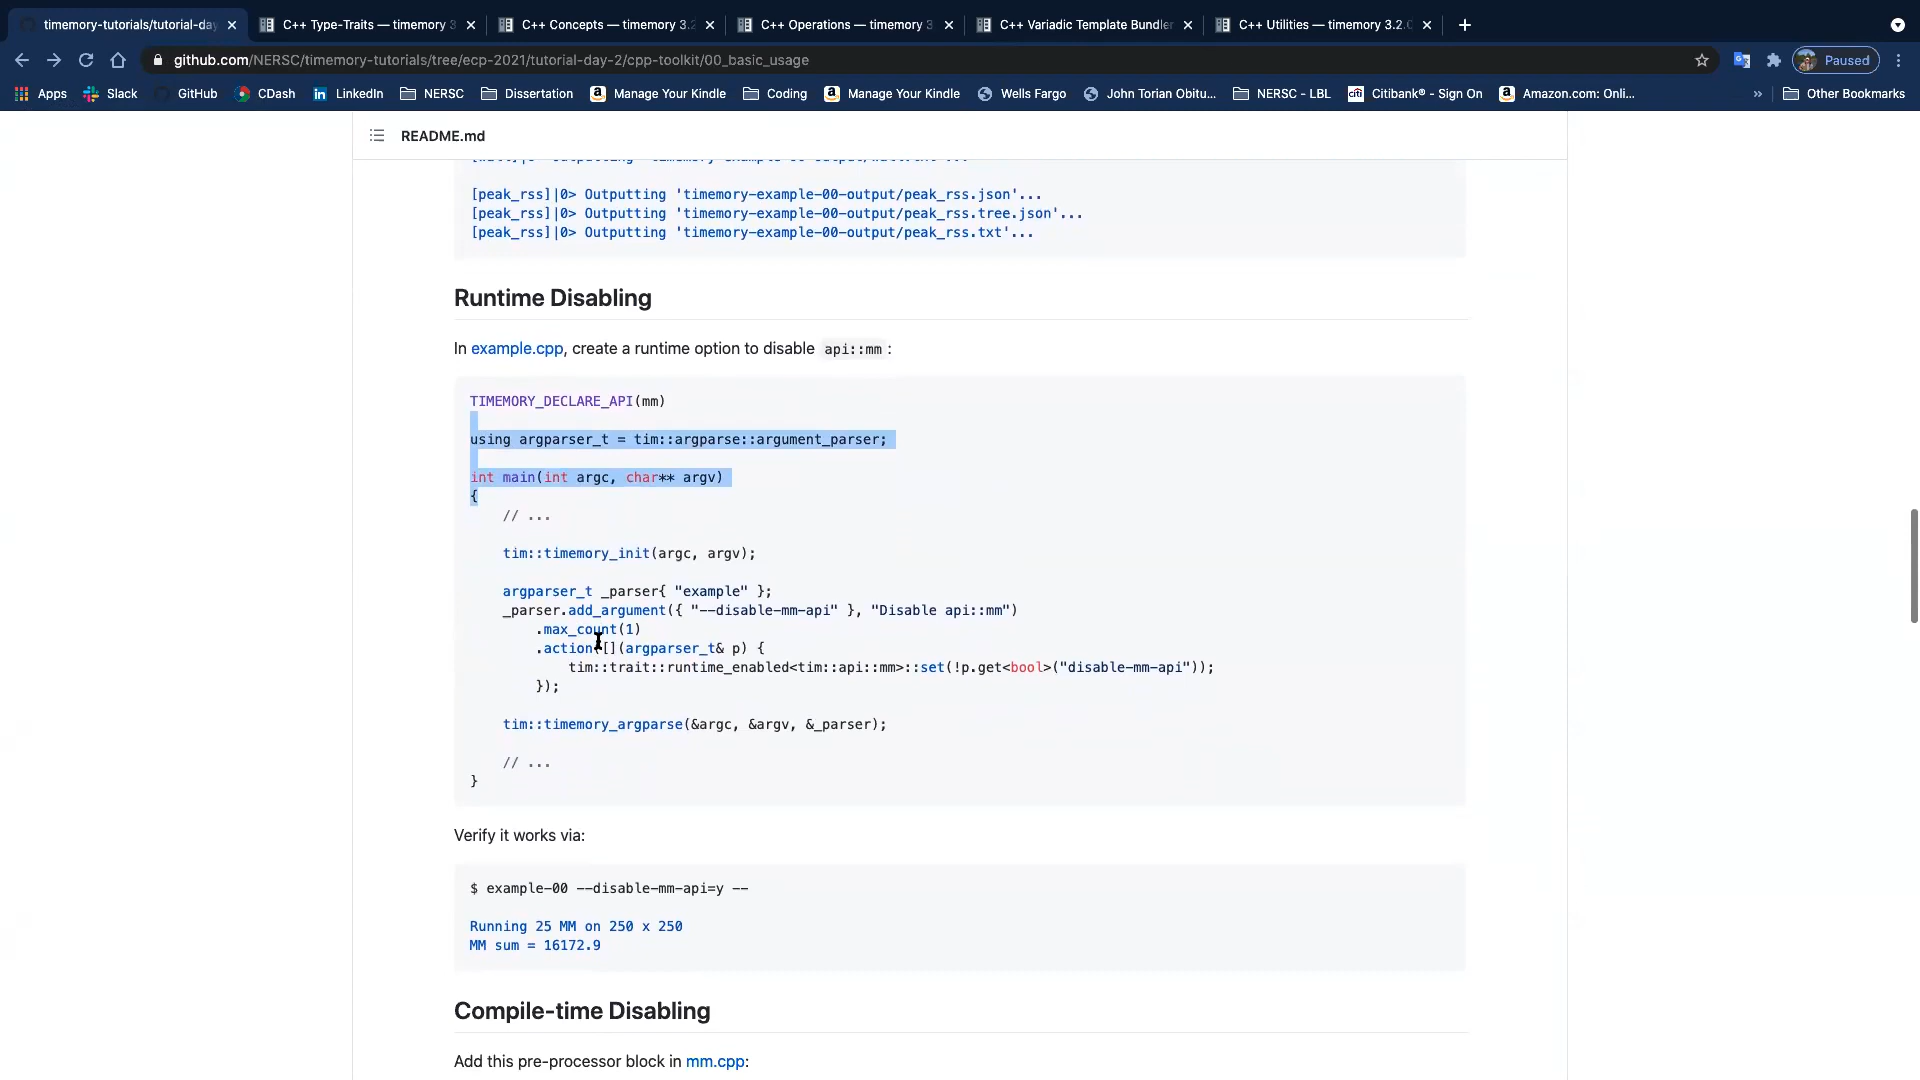 timemory-tutorials/tutorial-day
C++ Type-Traits — timemory 3
C++ Concepts — timemory 3.2
C++ Operations — timemory 3
C++ Variadic Template Bundler
C++ Utilities — timemory 3.2.0
github.com/NERSC/timemory-tutorials/tree/ecp-2021/tutorial-day-2/cpp-toolkit/00_basic_usage
Paused
Apps
Slack
GitHub
CDash
LinkedIn
NERSC
Dissertation
Manage Your Kindle
Coding
Manage Your Kindle
Wells Fargo
John Torian Obitu...
NERSC - LBL
Citibank® - Sign On
Amazon.com: Onli...
»
Other Bookmarks
README.md
[peak_rss]|0> Outputting 'timemory-example-00-output/peak_rss.json'...
[peak_rss]|0> Outputting 'timemory-example-00-output/peak_rss.tree.json'...
[peak_rss]|0> Outputting 'timemory-example-00-output/peak_rss.txt'...
Runtime Disabling
In example.cpp, create a runtime option to disable api::mm :
TIMEMORY_DECLARE_API(mm)
using argparser_t = tim::argparse::argument_parser;
int main(int argc, char** argv)
{
// ...
tim::timemory_init(argc, argv);
argparser_t _parser{ "example" };
_parser.add_argument({ "--disable-mm-api" }, "Disable api::mm")
.max_count(1)
.action([](argparser_t& p) {
tim::trait::runtime_enabled<tim::api::mm>::set(!p.get<bool>("disable-mm-api"));
});
tim::timemory_argparse(&argc, &argv, &_parser);
// ...
}
Verify it works via:
$ example-00 --disable-mm-api=y --
Running 25 MM on 250 x 250
MM sum = 16172.9
Compile-time Disabling
Add this pre-processor block in mm.cpp: